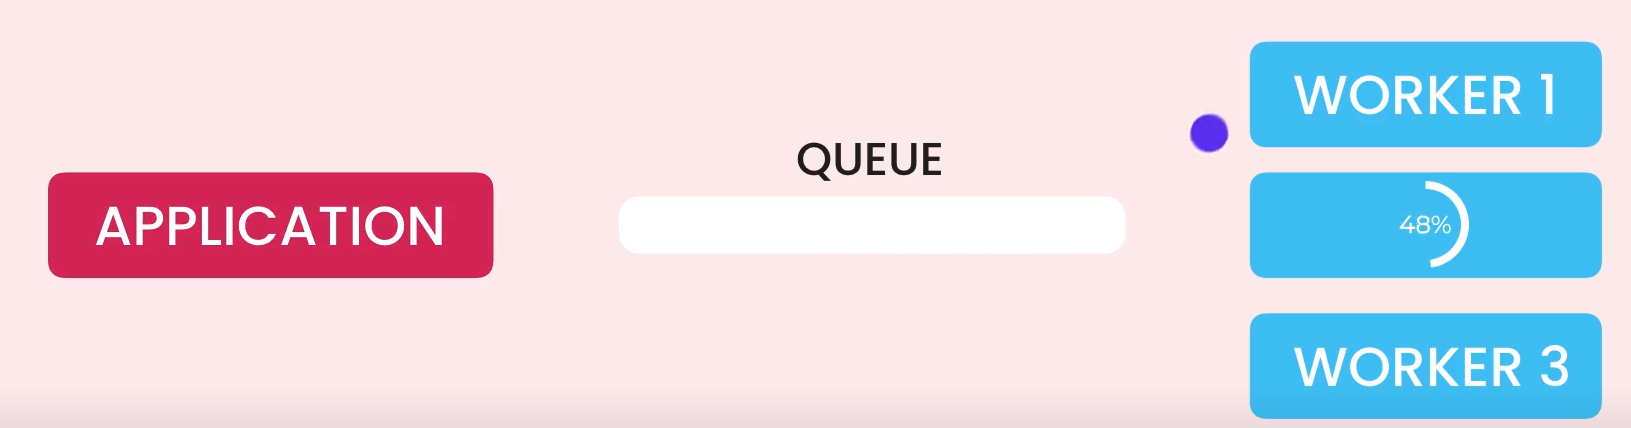 APPLICATION
QUEUE
WORKER 1
48%
WORKER 3